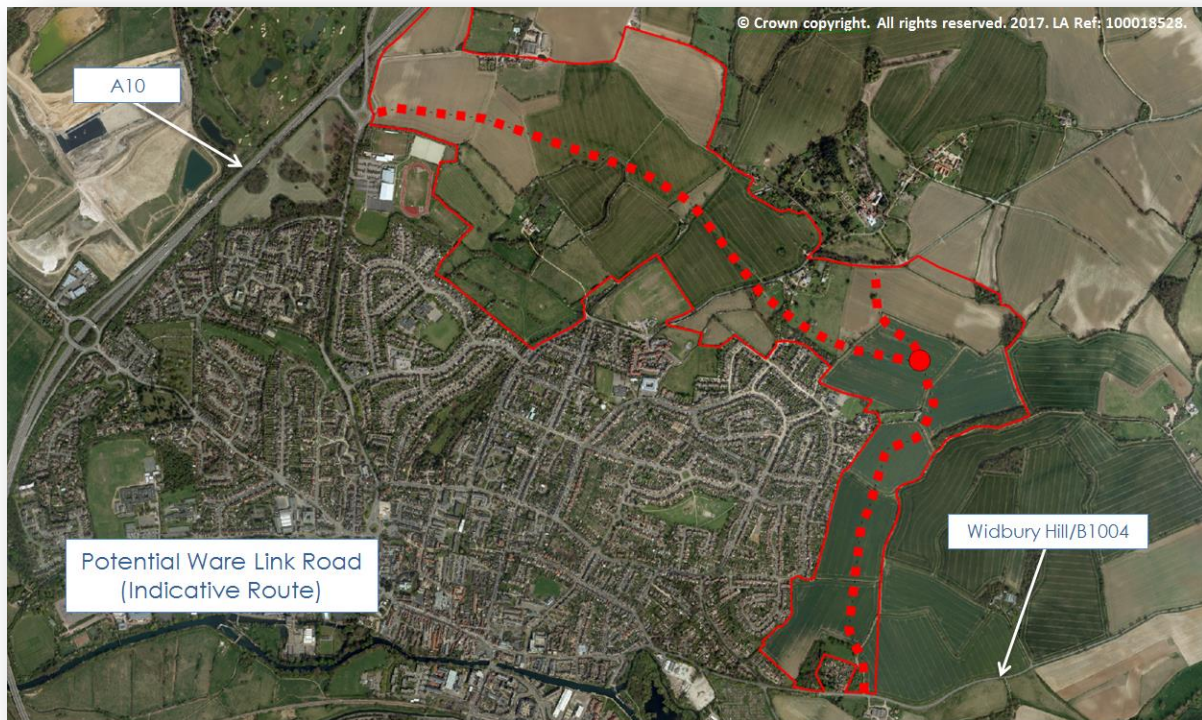 © Crown copyright. All rights reserved. 2017. LA Ref: 100018528.
A10
Widbury Hill/B1004
Potential Ware Link Road
(Indicative Route)